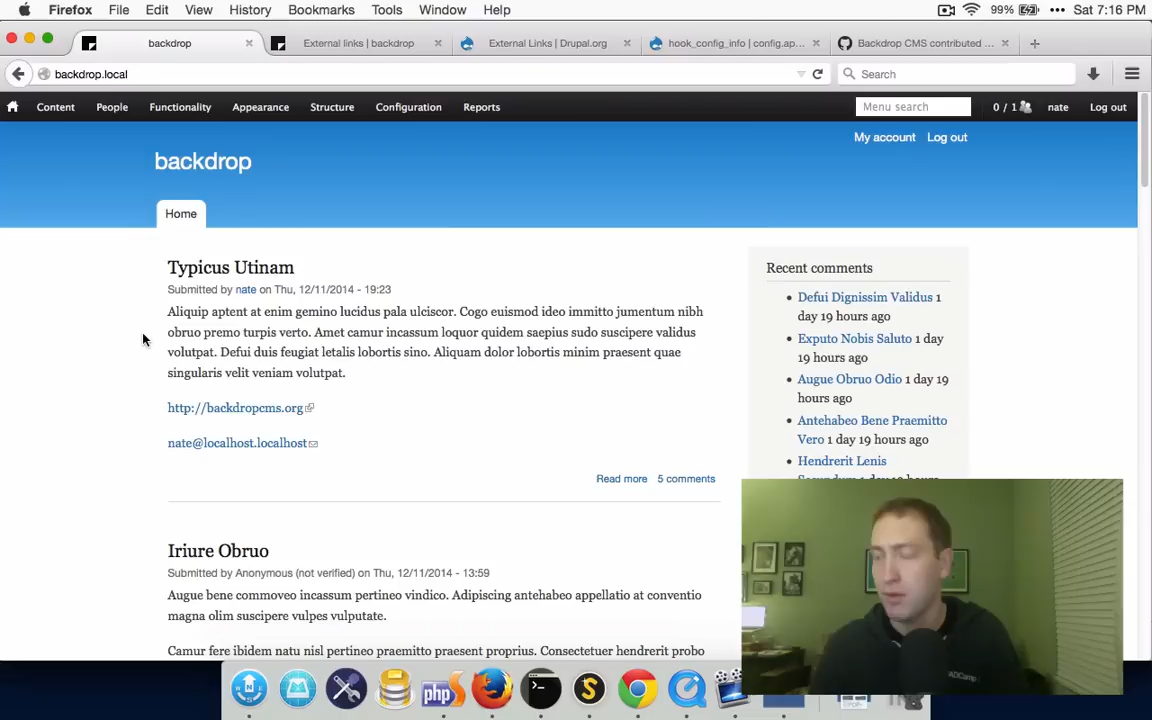 Firefox File Edit View History Bookmarks Tools Window Help 99% Sat 7:16 PM
backdrop External links | backdrop External Links | Drupal.org hook_config_info | config.ap... Backdrop CMS contributed ...
backdrop.local Search
Content People Functionality Appearance Structure Configuration Reports Menu search 0 / 1 nate Log out
My account Log out
backdrop
Home
Typicus Utinam
Submitted by nate on Thu, 12/11/2014 - 19:23
Aliquip aptent at enim gemino lucidus pala ulciscor. Cogo euismod ideo immitto jumentum nibh
obruo premo turpis verto. Amet camur incassum loquor quidem saepius sudo suscipere validus
volutpat. Defui duis feugiat letalis lobortis sino. Aliquam dolor lobortis minim praesent quae
singularis velit veniam volutpat.
http://backdropcms.org
nate@localhost.localhost
Read more 5 comments
Recent comments
Defui Dignissim Validus 1
day 19 hours ago
Exputo Nobis Saluto 1 day
19 hours ago
Augue Obruo Odio 1 day 19
hours ago
Antehabeo Bene Praemitto
Vero 1 day 19 hours ago
Hendrerit Lenis
Iriure Obruo
Submitted by Anonymous (not verified) on Thu, 12/11/2014 - 13:59
Augue bene commoveo incassum pertineo vindico. Adipiscing antehabeo appellatio at conventio
magna olim suscipere vulpes vulputate.
Camur fere ibidem natu nisl pertineo praemitto praesent proprius. Consectetuer hendrerit probo
php
S
ADCamp